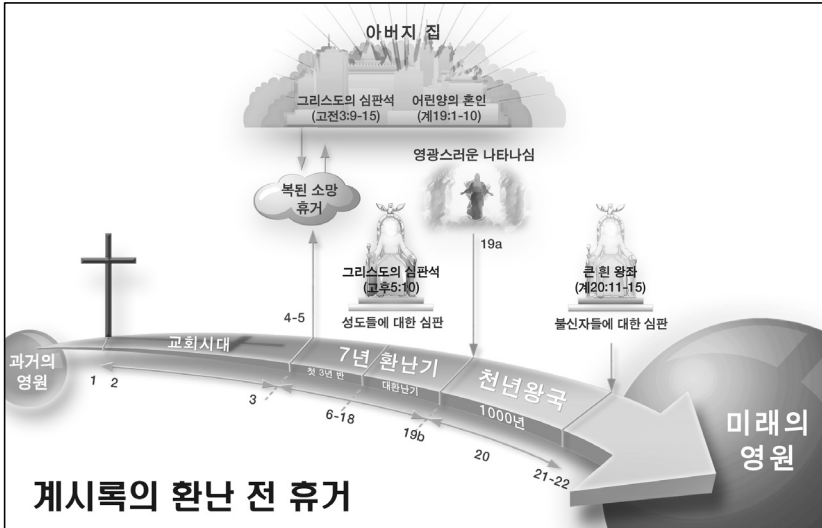 아버지 집
그리스도의 심판석
(고전3:9-15)
어린양의 혼인
(계19:1-10)
영광스러운 나타나심
복된 소망
휴거
19a
그리스도의 심판석
(고후5:10)
성도들에 대한 심판
큰 흰 왕좌
(계20:11-15)
불신자들에 대한 심판
4-5
과거의
영원
교회시대
7년 환난기
첫 3년 반
대환난기
천년왕국
1000년
1
2
3
6-18
19b
20
21-22
미래의
영원
계시록의 환난 전 휴거